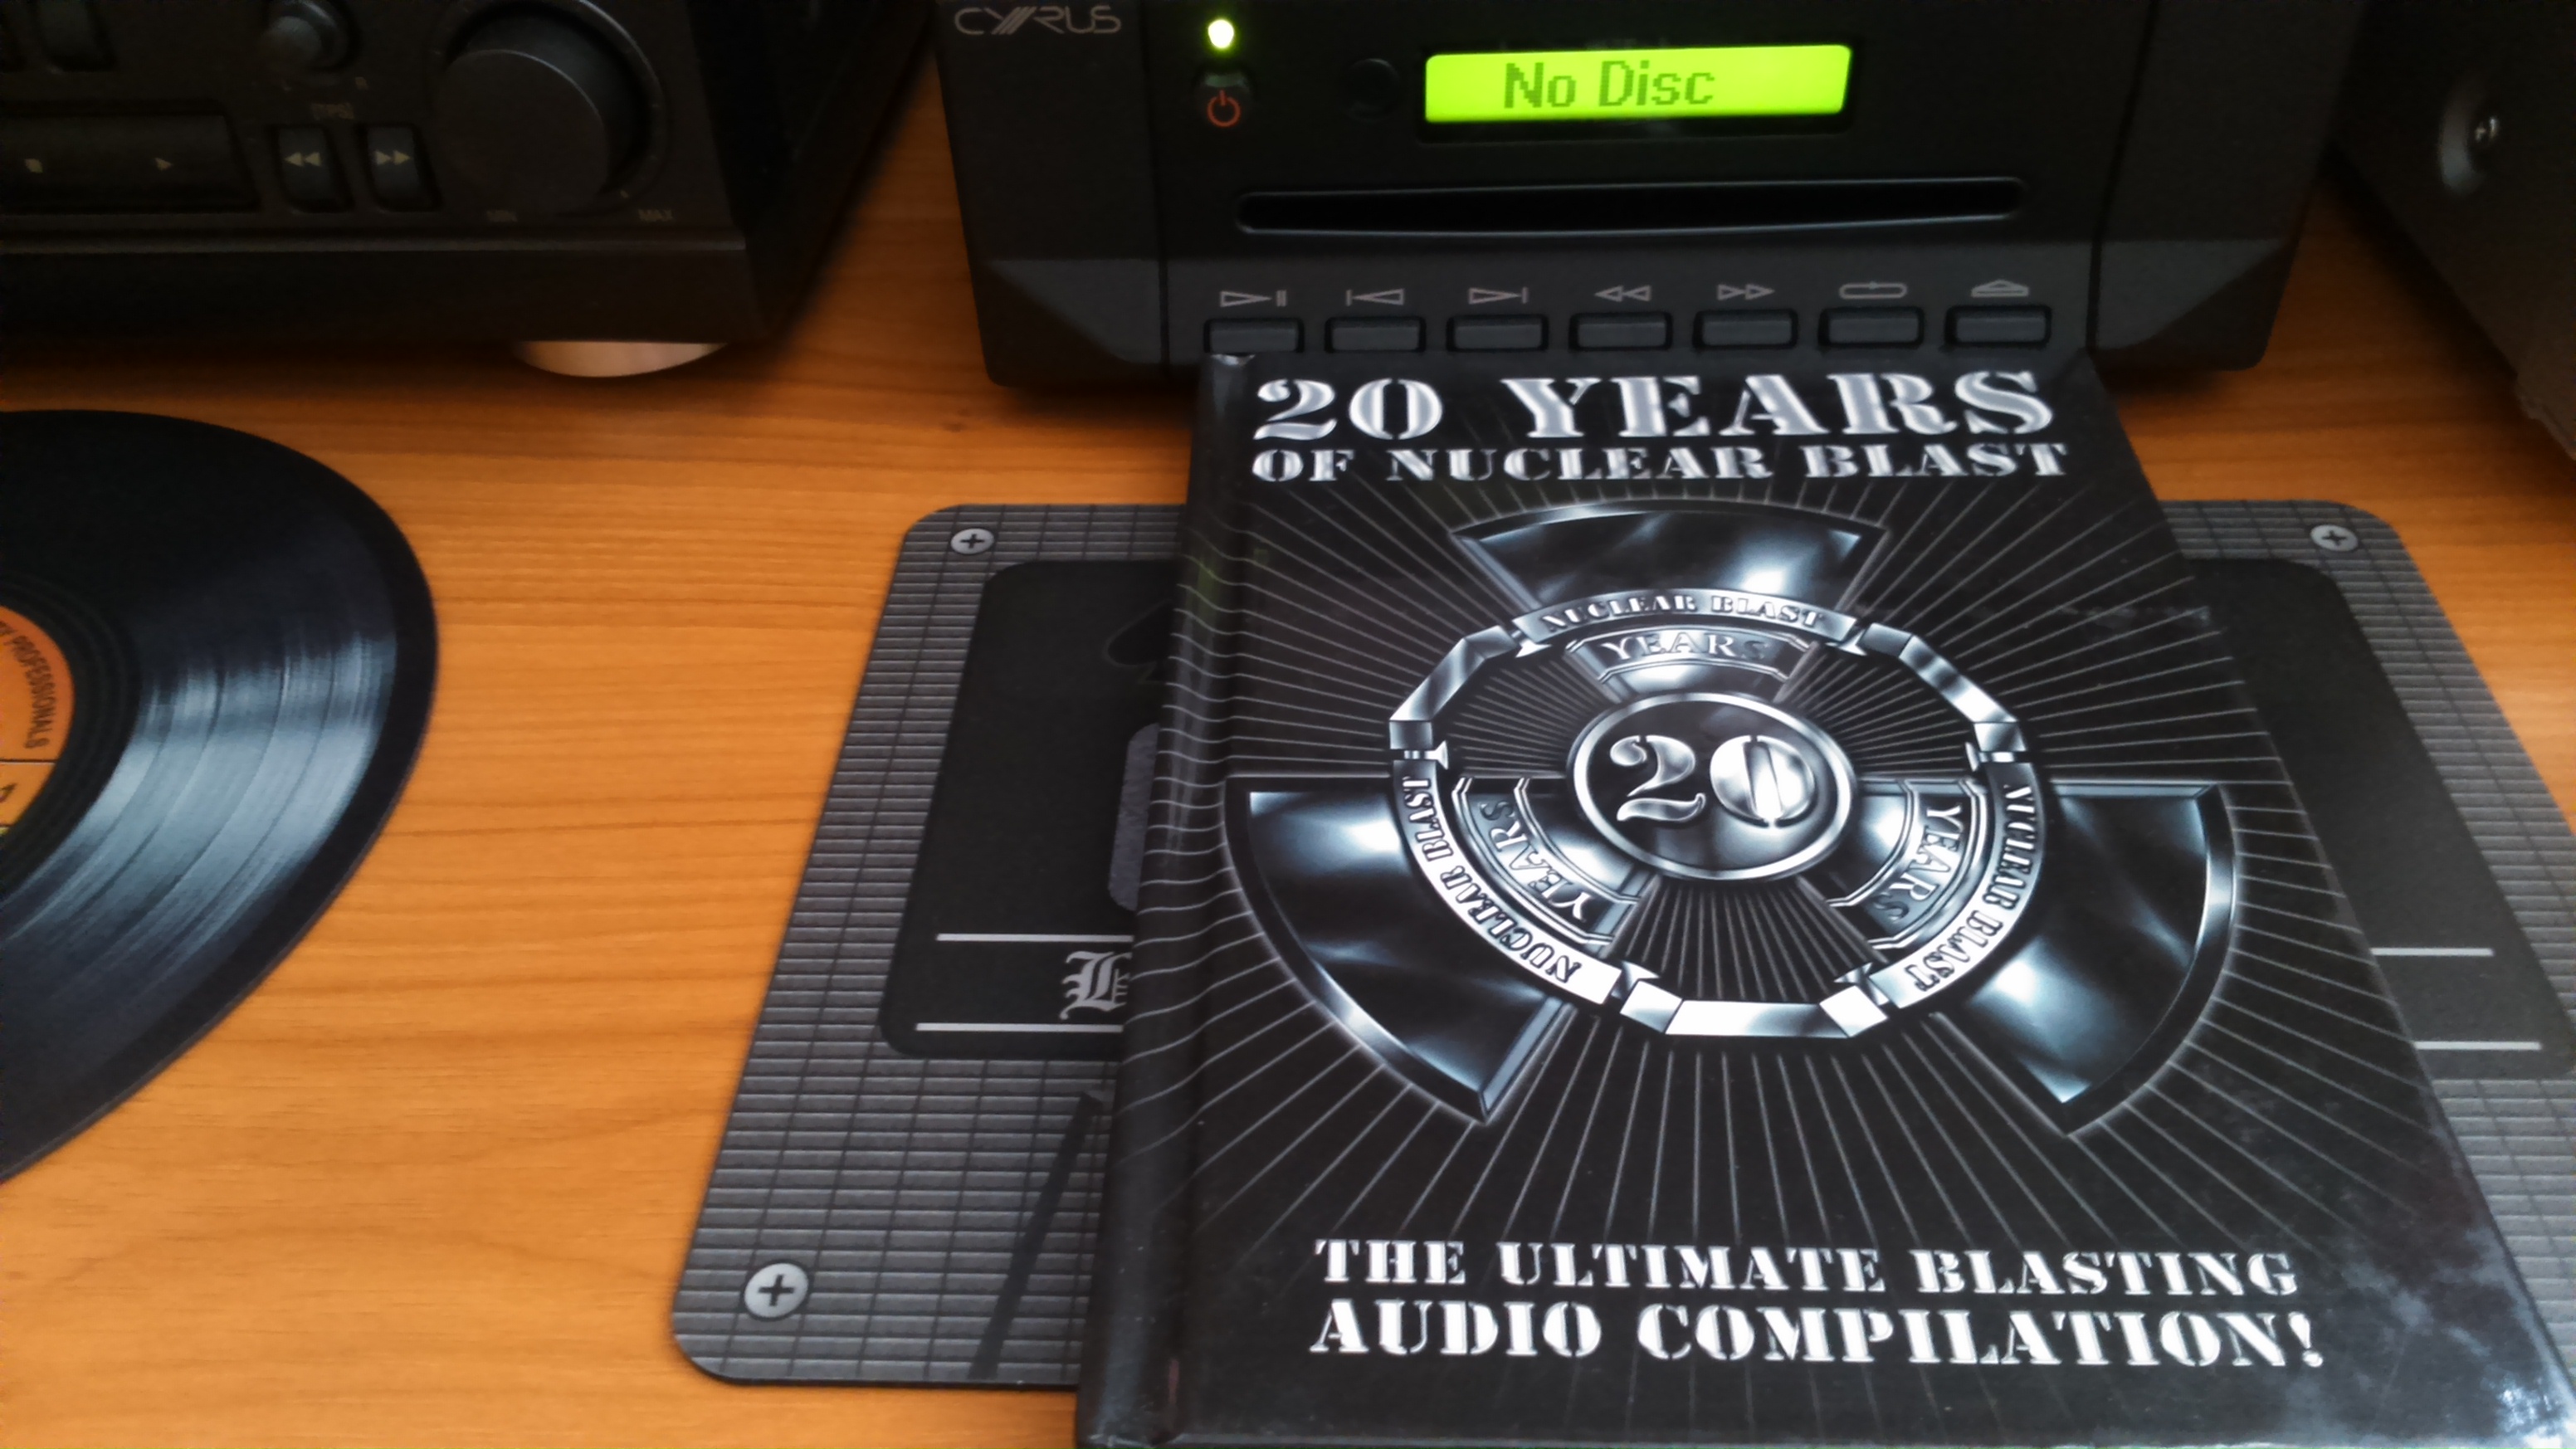 CYRUS
No Disc
R
MIN
MAX
20 YEARS
OF NUCLEAR BLAST
NUCLEAR BLAST
YEARS
20
NUCLEAR BLAST
YEARS
YEARS
NUCLEAR BLAST
THE ULTIMATE BLASTING
AUDIO COMPILATION!
PROFESSIONALS